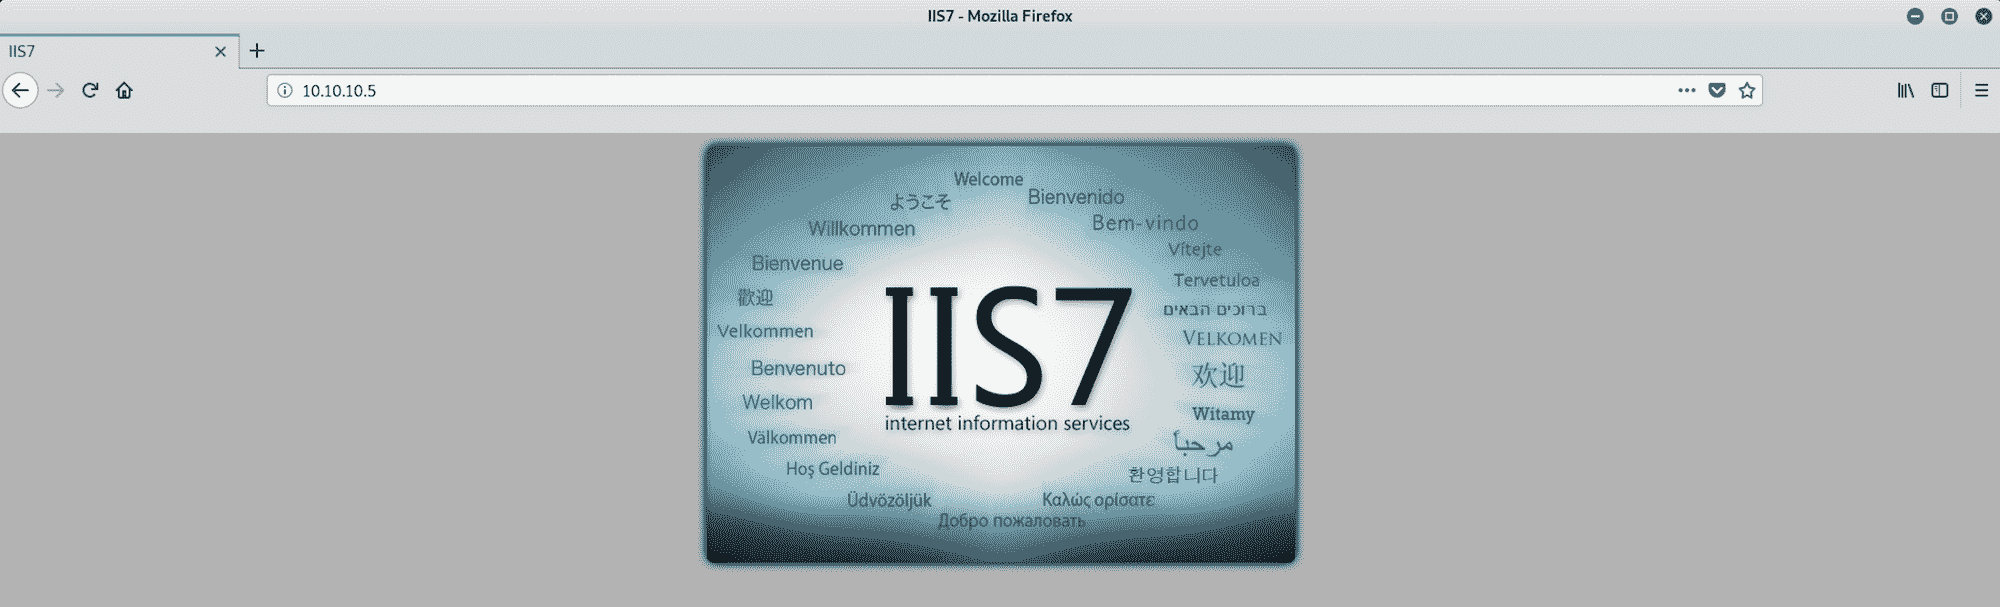 IIS7 - Mozilla Firefox
IIS7
10.10.10.5
Welcome
ようこそ
Bienvenido
Willkommen
Bem-vindo
Bienvenue
Vítejte
歡迎
Tervetuloa
ברוכים הבאים
Velkommen
VELKOMEN
IIS7
Benvenuto
欢迎
Welkom
Witamy
internet information services
Välkommen
مرحباً
Hoş Geldiniz
환영합니다
Üdvözöljük
Καλώς ορίσατε
Добро пожаловать